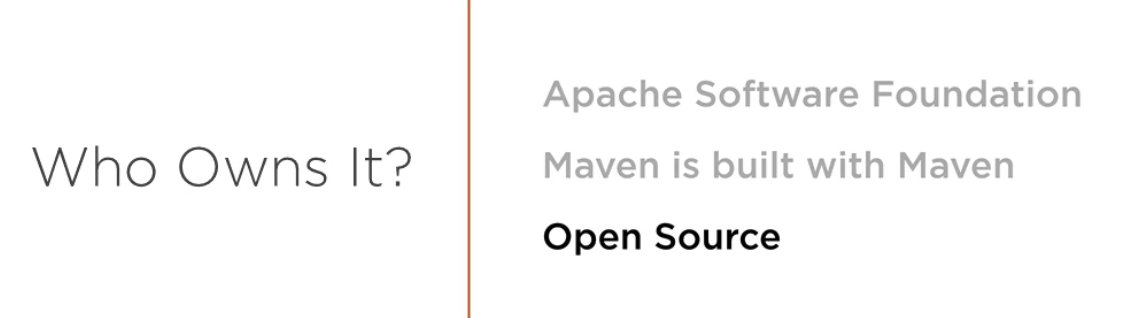 Who Owns It?
Apache Software Foundation
Maven is built with Maven
Open Source